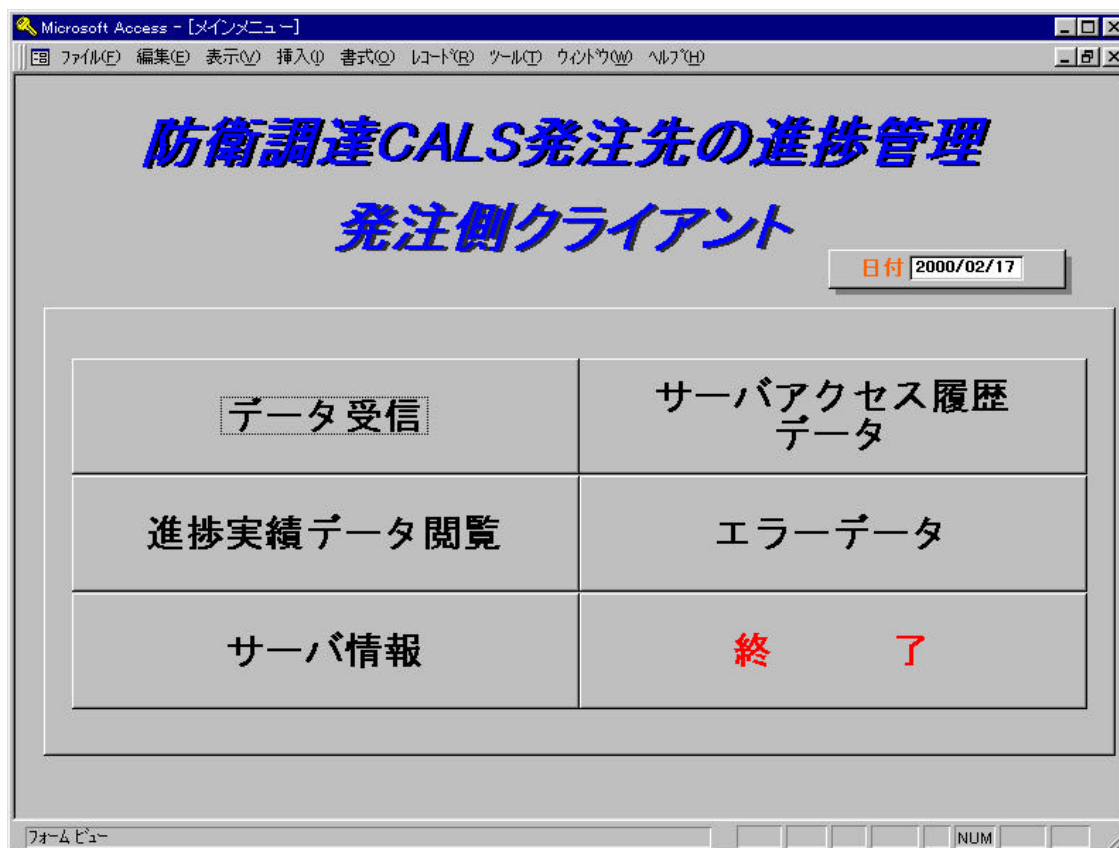 Microsoft Access - [メインメニュー]
ファイル(F) 編集(E) 表示(V) 挿入(I) 書式(O) レコード(R) ツール(T) ウィンドウ(W) ヘルプ(H)
防衛調達CALS発注先の進捗管理
発注側クライアント
日付 2000/02/17
データ受信
サーバアクセス履歴
データ
進捗実績データ閲覧
エラーデータ
サーバ情報
終 了
フォーム ビュー
NUM